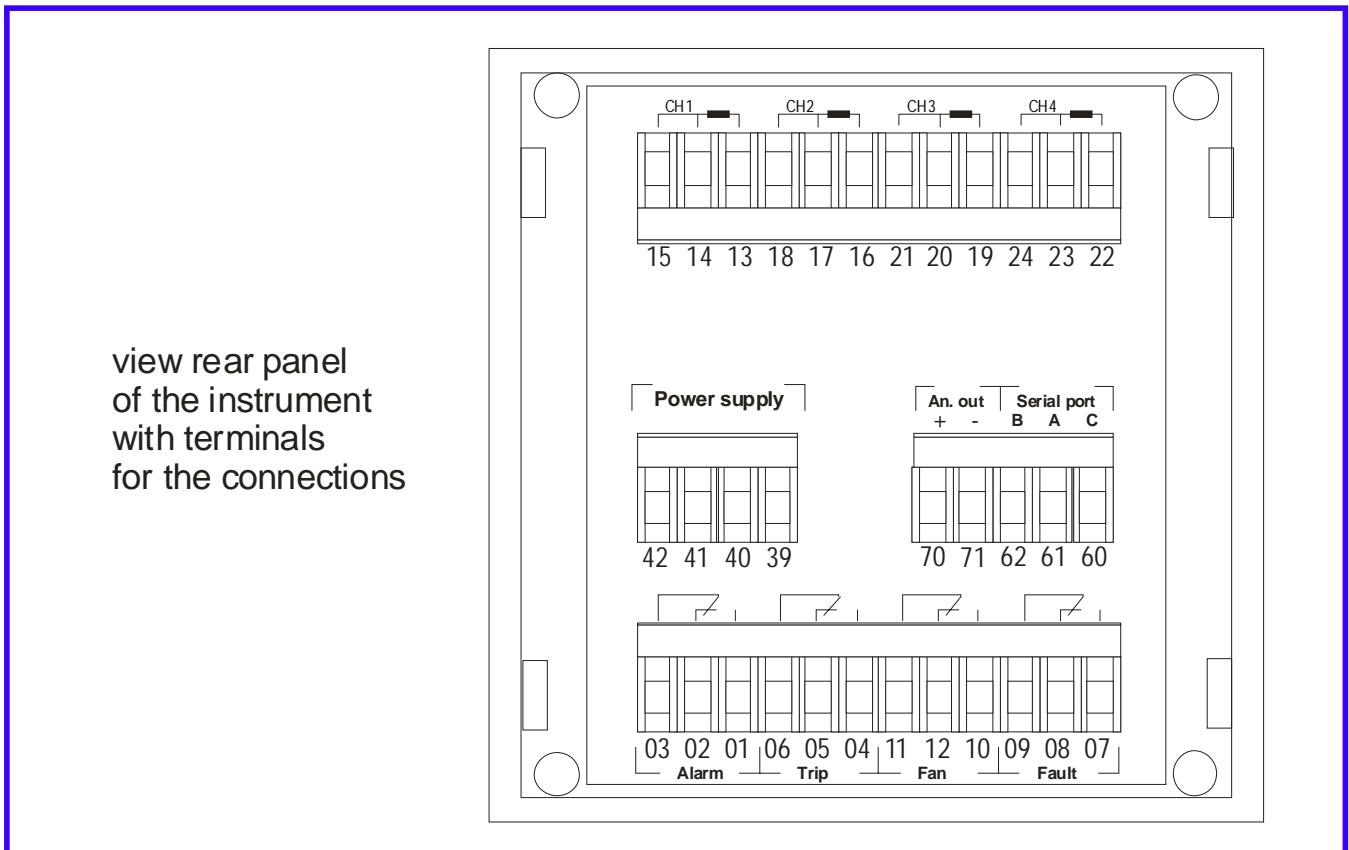 CH1 CH2 CH3 CH4
15 14 13 18 17 16 21 20 19 24 23 22
view rear panel
of the instrument
with terminals
for the connections
Power supply
An. out Serial port
+ - B A C
42 41 40 39
70 71 62 61 60
03 02 01 06 05 04 11 12 10 09 08 07
Alarm Trip Fan Fault